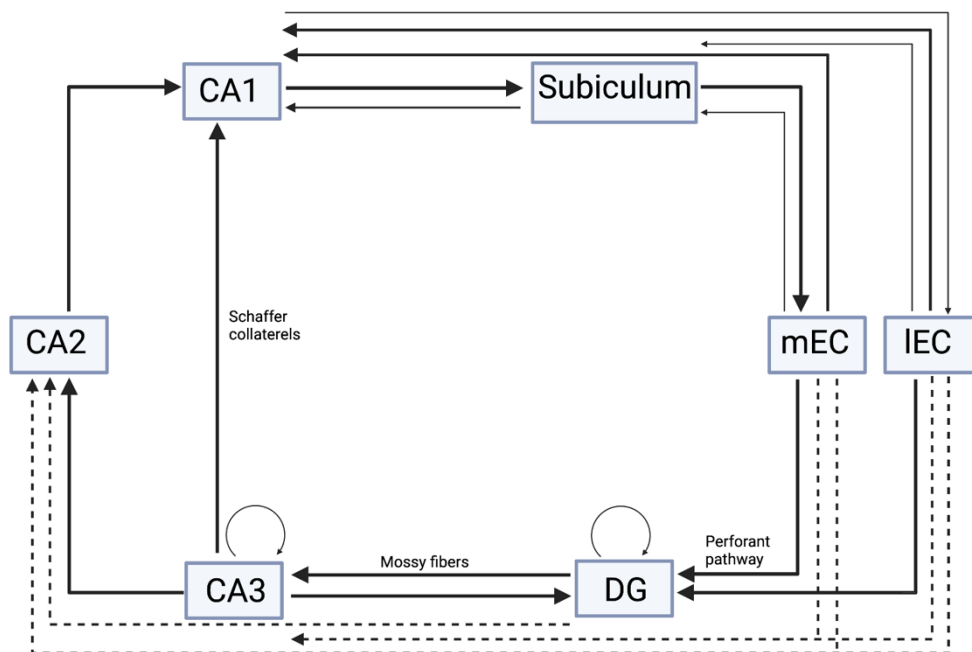 CA1
Subiculum
Schaffer
collaterels
CA2
mEC
lEC
Perforant
pathway
Mossy fibers
CA3
DG